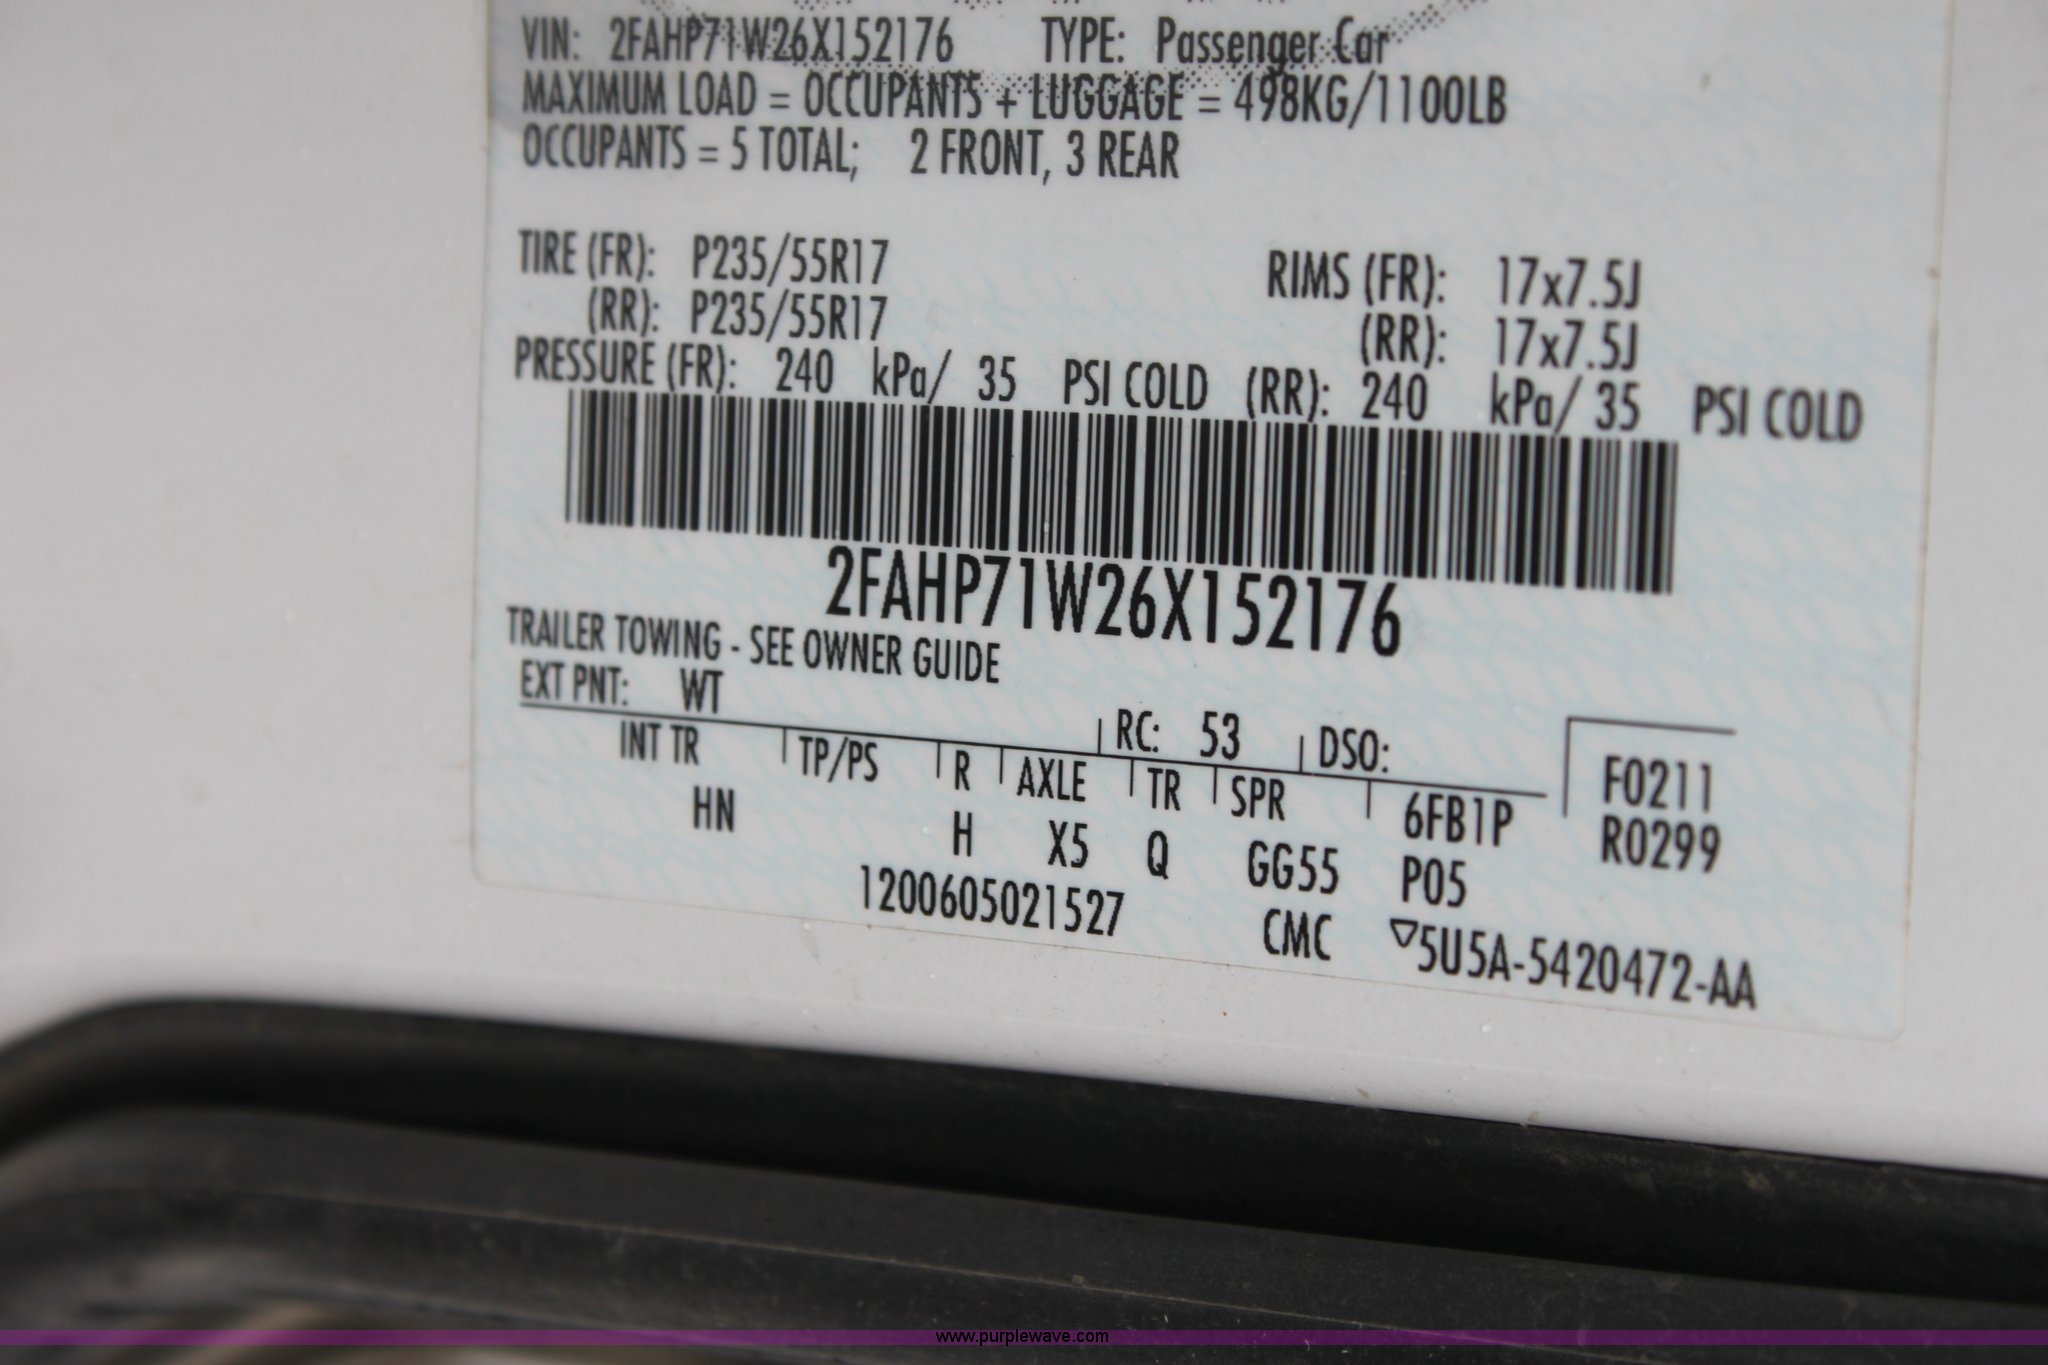 VIN: 2FAHP71W26X152176 TYPE: Passenger Car
MAXIMUM LOAD = OCCUPANTS + LUGGAGE = 498KG/1100LB
OCCUPANTS = 5 TOTAL; 2 FRONT, 3 REAR
TIRE (FR): P235/55R17 RIMS (FR): 17x7.5J
(RR): P235/55R17 (RR): 17x7.5J
PRESSURE (FR): 240 kPa/ 35 PSI COLD (RR): 240 kPa/ 35 PSI COLD
2FAHP71W26X152176
TRAILER TOWING - SEE OWNER GUIDE
EXT PNT: WT RC: 53 DSO:
INT TR TP/PS R AXLE TR SPR 6FB1P F0211
HN H X5 Q GG55 P05 R0299
1200605021527 CMC ▽5U5A-5420472-AA
www.purplewave.com